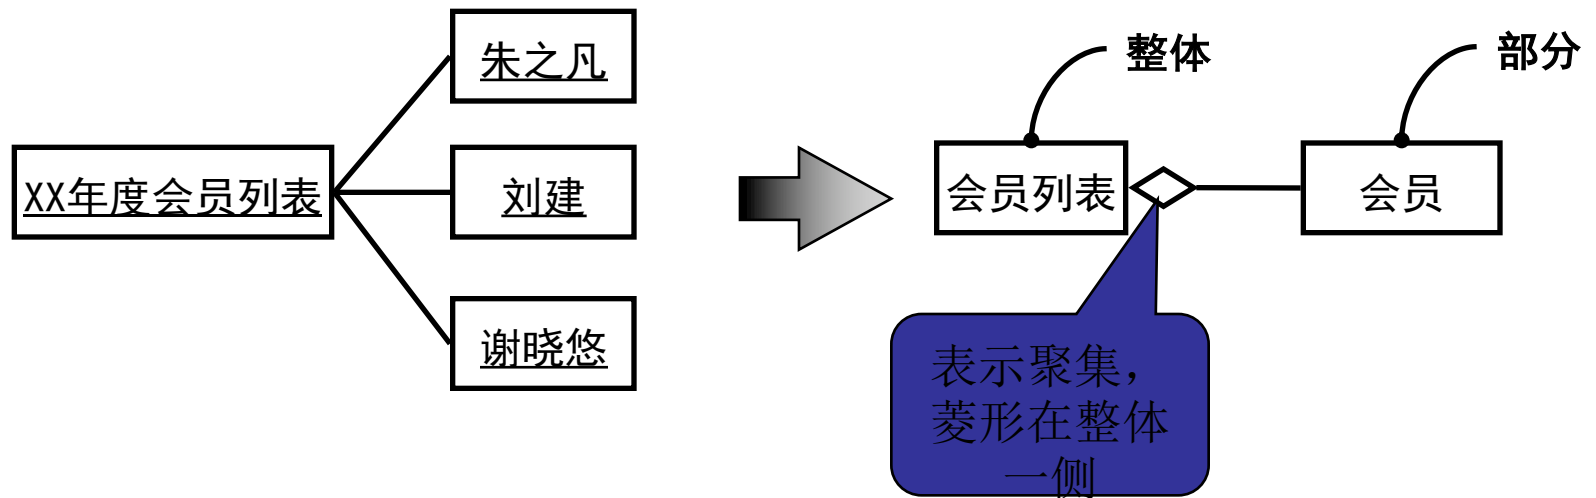 朱之凡
XX年度会员列表
刘建
谢晓悠
整体
部分
会员列表
会员
表示聚集，
菱形在整体
一侧